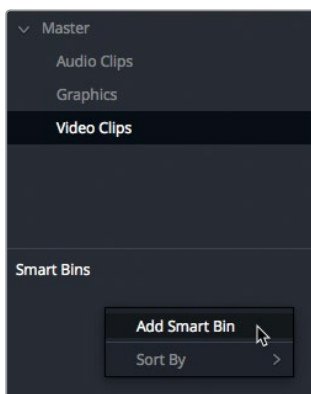 Master
Audio Clips
Graphics
Video Clips
Smart Bins
Add Smart Bin
Sort By